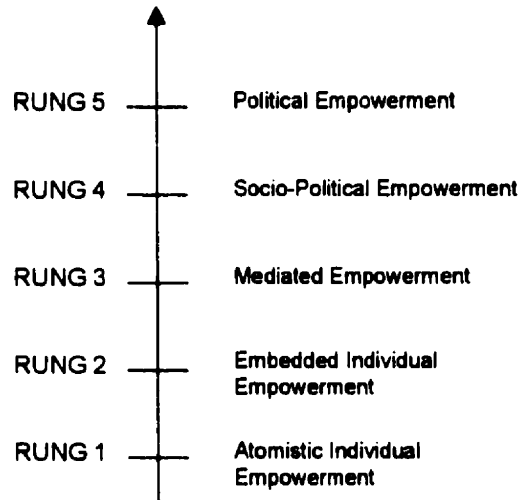 RUNG 5 Political Empowerment
RUNG 4 Socio-Political Empowerment
RUNG 3 Mediated Empowerment
RUNG 2 Embedded Individual
Empowerment
RUNG 1 Atomistic Individual
Empowerment